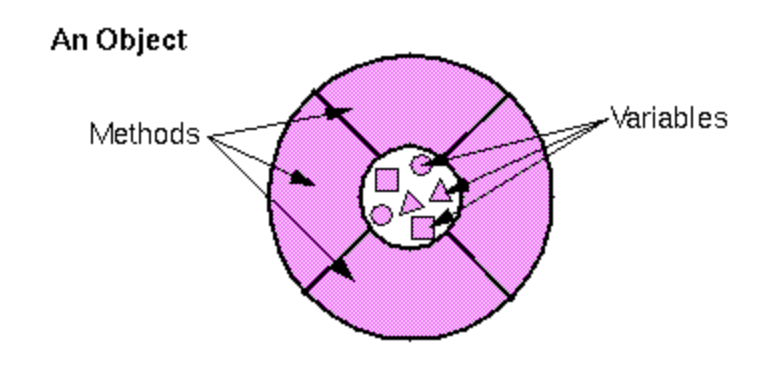 An Object
Methods
Variables